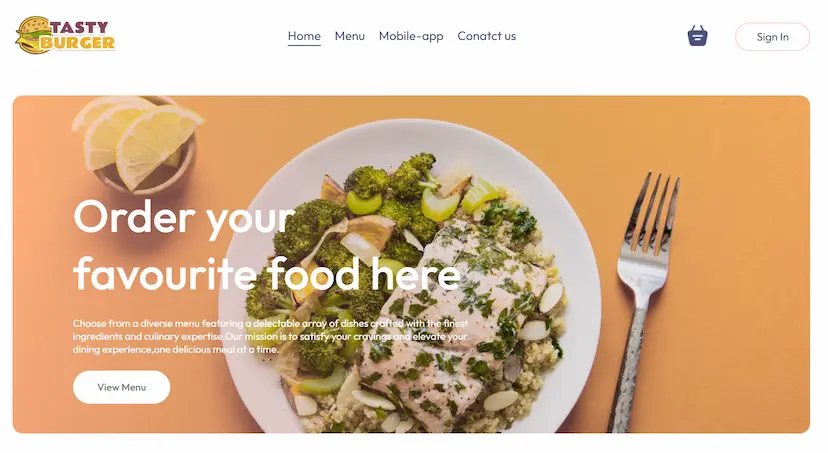 TASTY
BURGER
Home Menu Mobile-app Conatct us
Sign In
Order your
favourite food here
Choose from a diverse menu featuring a delectable array of dishes crafted with the finest
ingredients and culinary expertise,Our mission is to satisfy your cravings and elevate your
dining experience,one delicious meal at a time.
View Menu